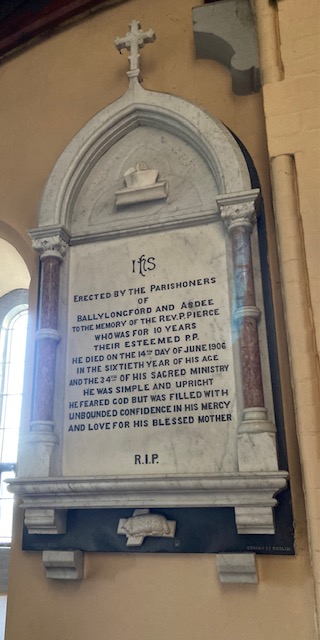 IHS
ERECTED BY THE PARISHONERS
OF
BALLYLONGFORD AND ASDEE
TO THE MEMORY OF THE REV. P. PIERCE
WHO WAS FOR 10 YEARS
THEIR ESTEEMED P.P.
HE DIED ON THE 14TH DAY OF JUNE 1906
IN THE SIXTIETH YEAR OF HIS AGE
AND THE 34TH OF HIS SACRED MINISTRY
HE WAS SIMPLE AND UPRIGHT
HE FEARED GOD BUT WAS FILLED WITH
UNBOUNDED CONFIDENCE IN HIS MERCY
AND LOVE FOR HIS BLESSED MOTHER
R.I.P.
DUBLIN